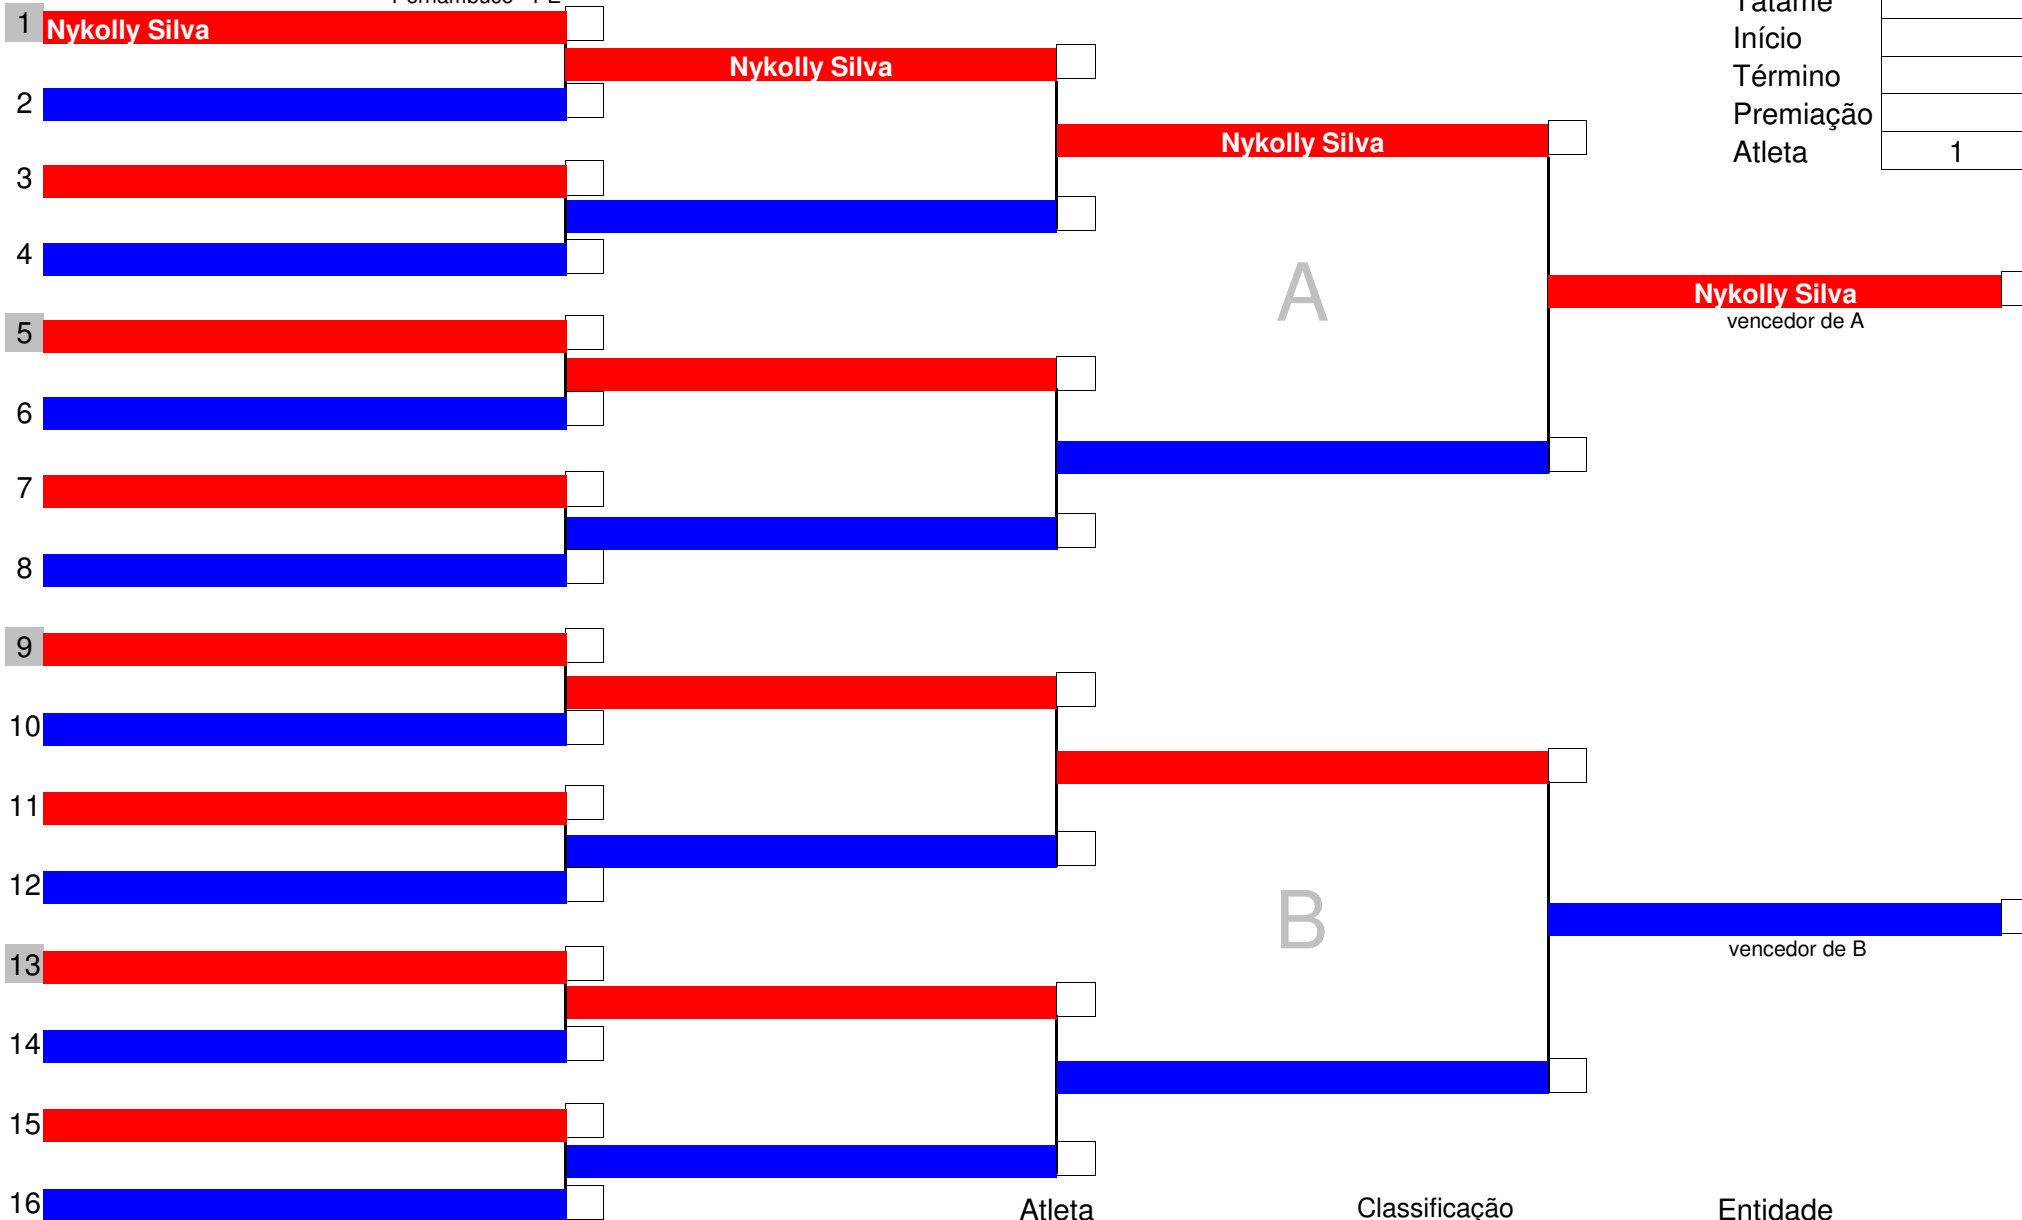 1 Nykolly Silva
Nykolly Silva
2
3
4
5
6
7
8
9
10
11
12
13
14
15
16
Nykolly Silva
A
B
Nykolly Silva
vencedor de A
vencedor de B
Tatame
Início
Término
Premiação
Atleta 1
Atleta Classificação Entidade